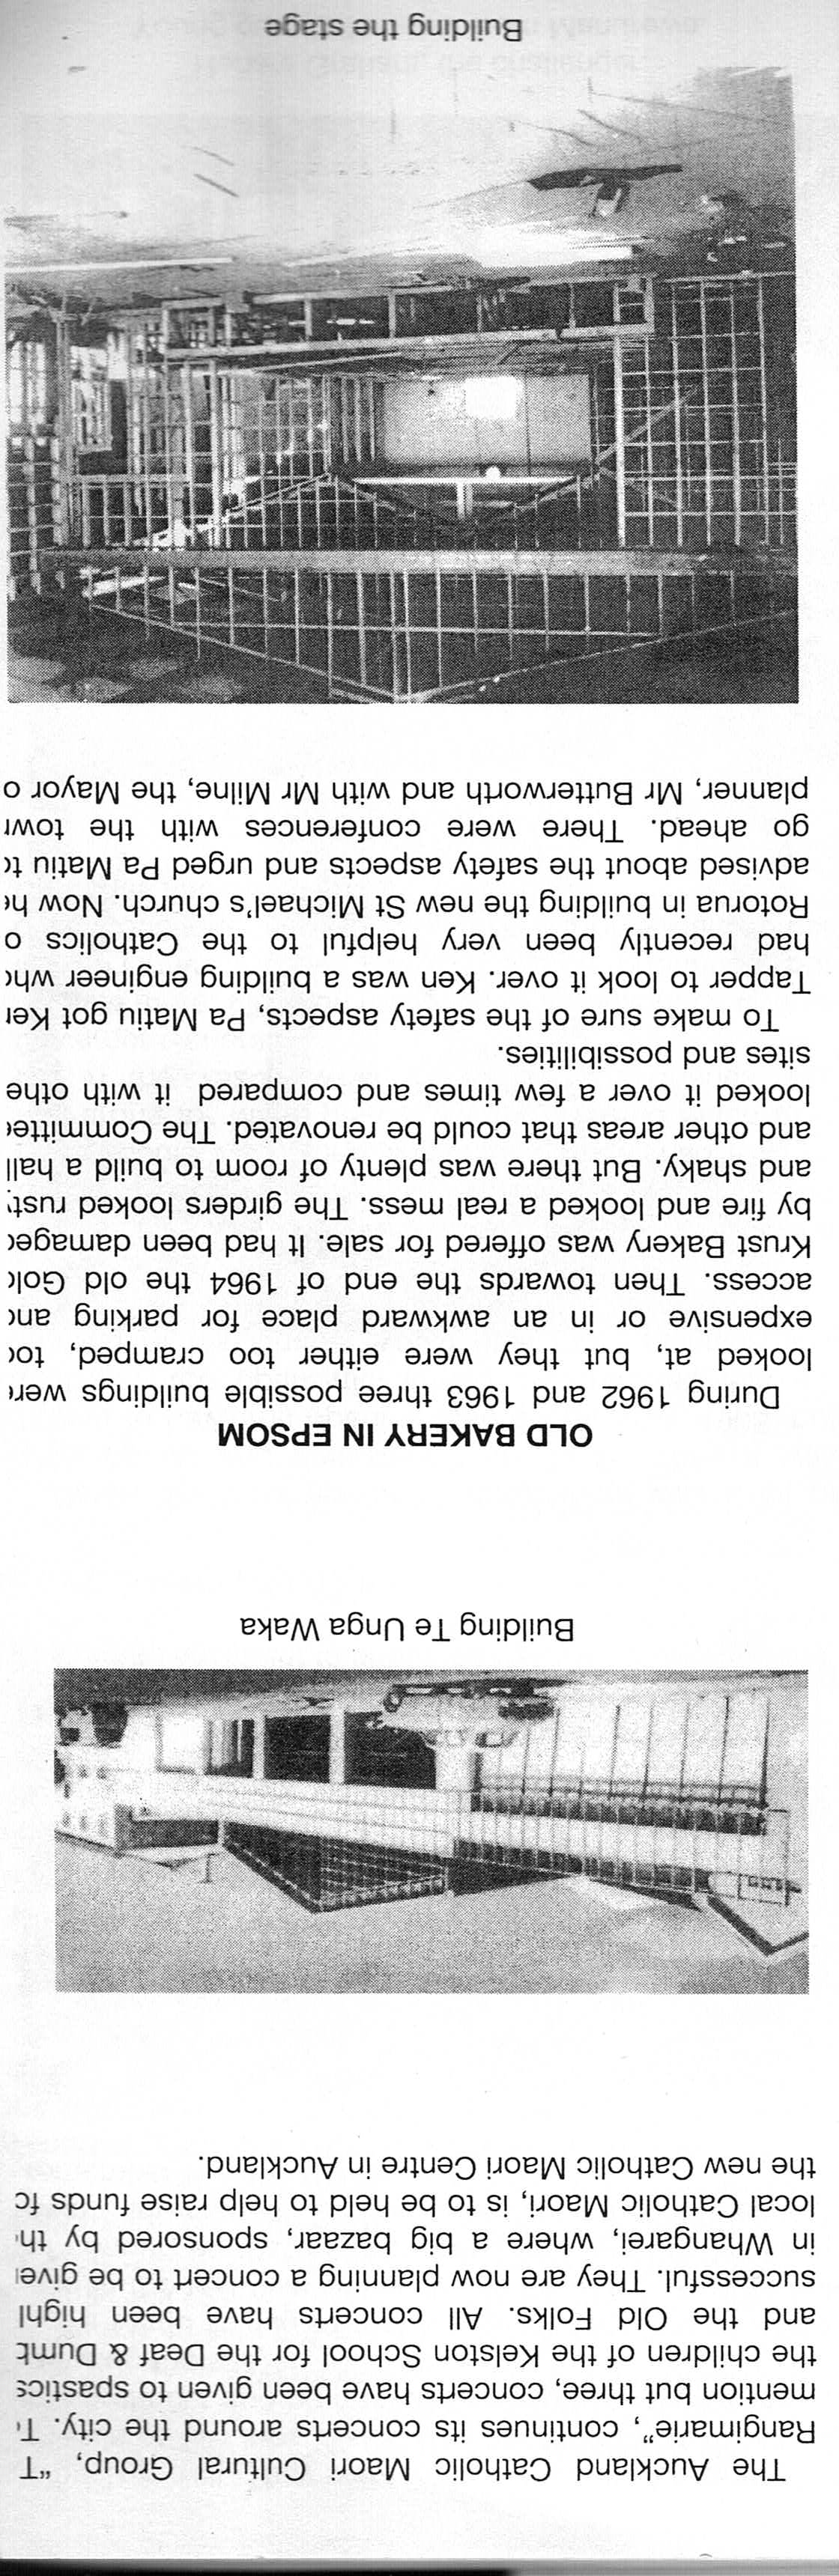 The Auckland Catholic Maori Cultural Group, “T
Rangimarie”, continues its concerts around the city. T
mention but three, concerts have been given to spastics
the children of the Kelston School for the Deaf & Dumb
and the Old Folks. All concerts have been highl
successful. They are now planning a concert to be give
in Whangarei, where a big bazaar, sponsored by th
local Catholic Maori, is to be held to help raise funds fo
the new Catholic Maori Centre in Auckland.
Building Te Unga Waka
OLD BAKERY IN EPSOM
During 1962 and 1963 three possible buildings were
looked at, but they were either too cramped, too
expensive or in an awkward place for parking and
access. Then towards the end of 1964 the old Gold
Krust Bakery was offered for sale. It had been damaged
by fire and looked a real mess. The girders looked rusty
and shaky. But there was plenty of room to build a hall
and other areas that could be renovated. The Committee
looked it over a few times and compared it with othe
sites and possibilities.
To make sure of the safety aspects, Pa Matiu got Ken
Tapper to look it over. Ken was a building engineer who
had recently been very helpful to the Catholics o
Rotorua in building the new St Michael’s church. Now he
advised about the safety aspects and urged Pa Matiu to
go ahead. There were conferences with the town
planner, Mr Butterworth and with Mr Milne, the Mayor o
Building the stage